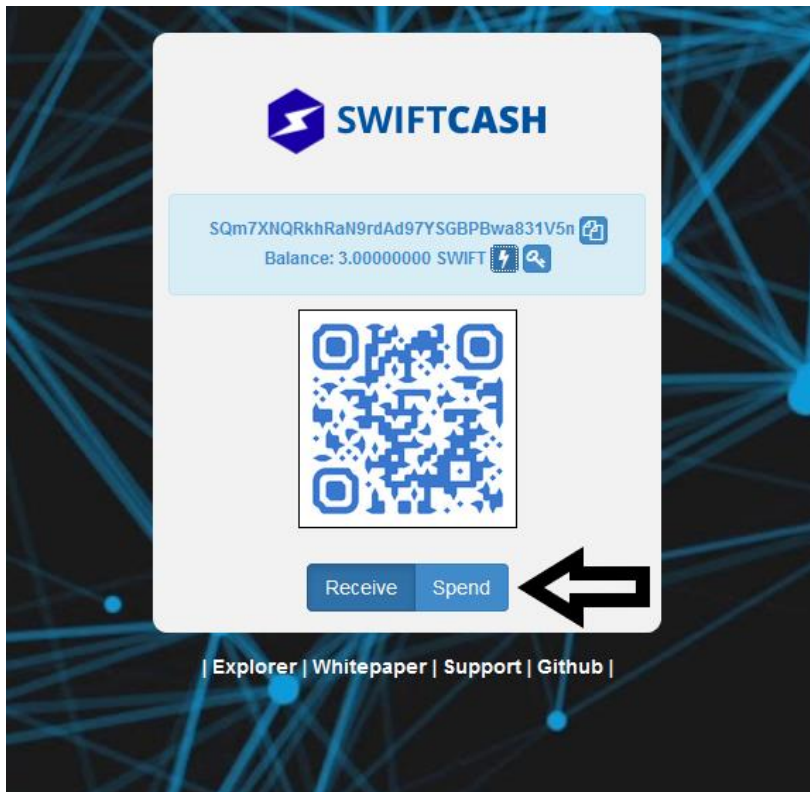 SWIFTCASH
SQm7XNQRkhRaN9rdAd97YSGBPBwa831V5n
Balance: 3.00000000 SWIFT
Receive Spend
| Explorer | Whitepaper | Support | Github |